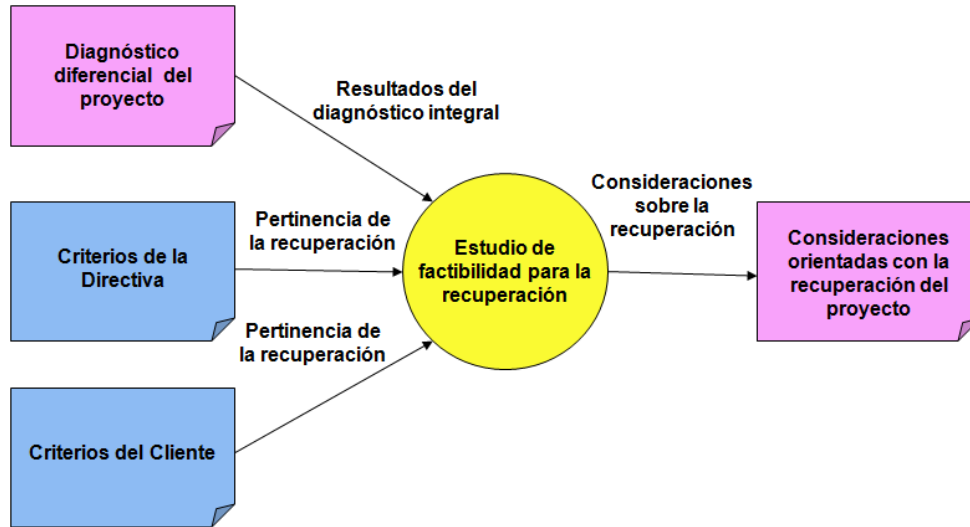 Diagnóstico
diferencial del
proyecto
Resultados del
diagnóstico integral
Criterios de la
Directiva
Pertinencia de
la recuperación
Criterios del Cliente
Pertinencia de
la recuperación
Estudio de
factibilidad para la
recuperación
Consideraciones
sobre la
recuperación
Consideraciones
orientadas con la
recuperación del
proyecto